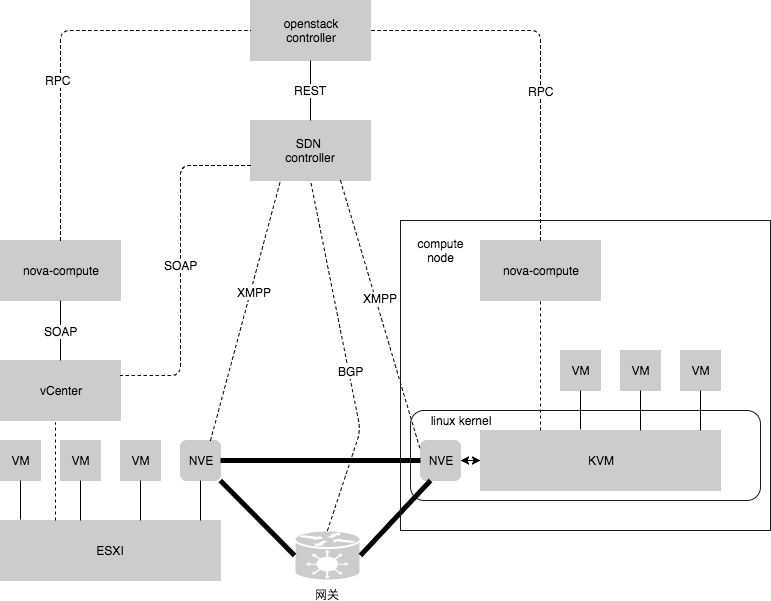 openstack
controller
RPC
REST
RPC
SDN
controller
compute
node
nova-compute
SOAP
nova-compute
XMPP
XMPP
SOAP
BGP
VM
VM
VM
vCenter
linux kernel
VM
VM
VM
NVE
NVE
KVM
ESXI
网关